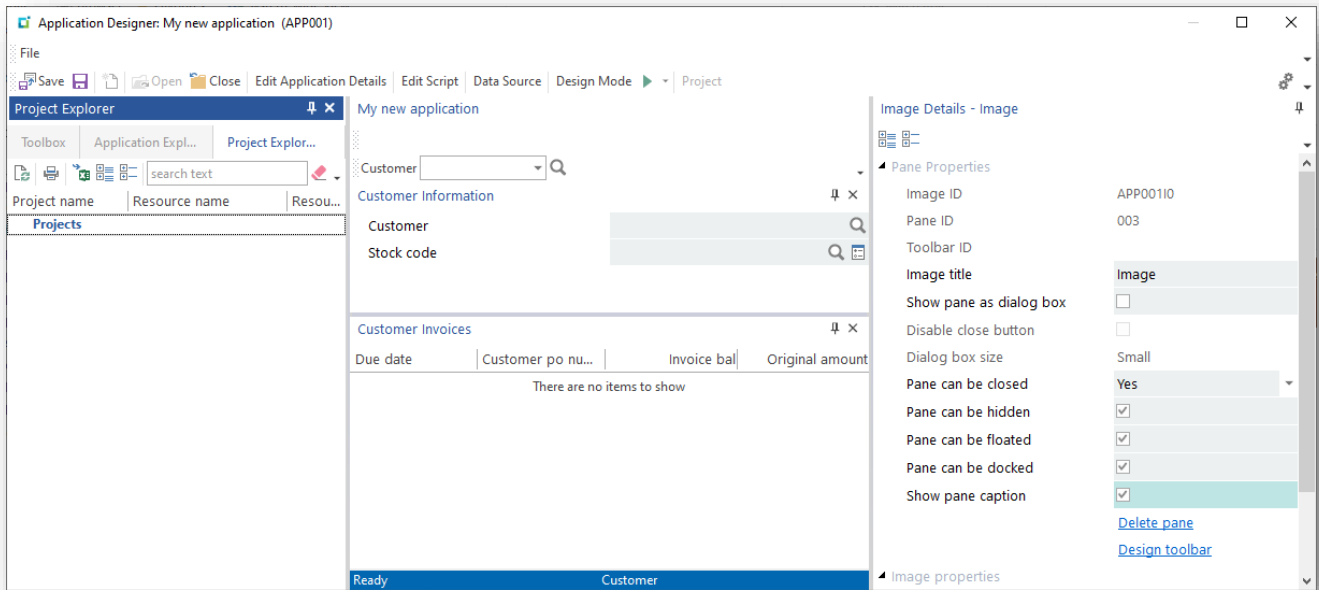 Application Designer: My new application (APP001)
File
Save Open Close Edit Application Details Edit Script Data Source Design Mode Project
Project Explorer
Toolbox Application Expl... Project Explor...
search text
Project name Resource name Resou...
Projects
My new application
Customer
Customer Information
Customer
Stock code
Customer Invoices
Due date Customer po nu... Invoice bal Original amount
There are no items to show
Ready Customer
Image Details - Image
Pane Properties
Image ID APP001I0
Pane ID 003
Toolbar ID
Image title Image
Show pane as dialog box
Disable close button
Dialog box size Small
Pane can be closed Yes
Pane can be hidden
Pane can be floated
Pane can be docked
Show pane caption
Delete pane
Design toolbar
Image properties